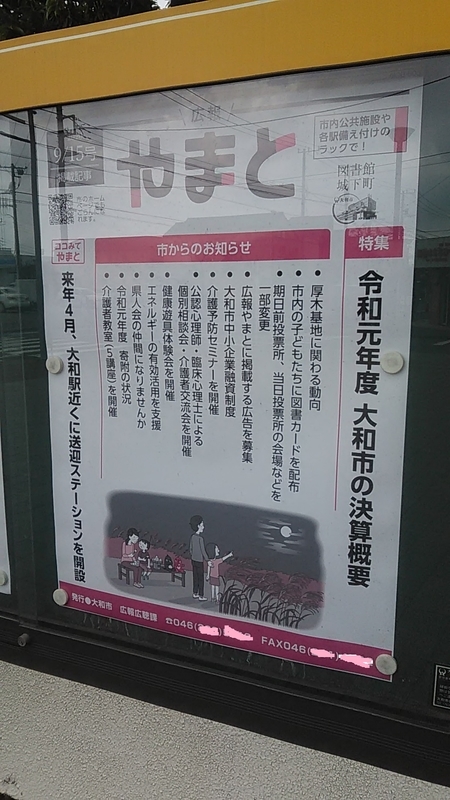 広報
やまと
9/15号
掲載記事
市内公共施設や
各駅備え付けの
ラックで!
図書館
城下町
特集
令和元年度 大和市の決算概要
市からのお知らせ
・厚木基地に関わる動向
・市内の子どもたちに図書カードを配布
・期日前投票所、当日投票所の会場などを
一部変更
・広報やまとに掲載する広告を募集
・大和市中小企業融資制度
・介護予防セミナーを開催
・公認心理師・臨床心理士による
個別相談会・介護者交流会を開催
・健康遊具体験会を開催
・エネルギーの有効活用を支援
・県人会の仲間になりませんか
・令和元年度 寄附の状況
・介護者教室(5講座)を開催
ココみて
やまと
来年4月、大和駅近くに送迎ステーションを開設
発行●大和市 広報広聴課 ☎046( FAX046(